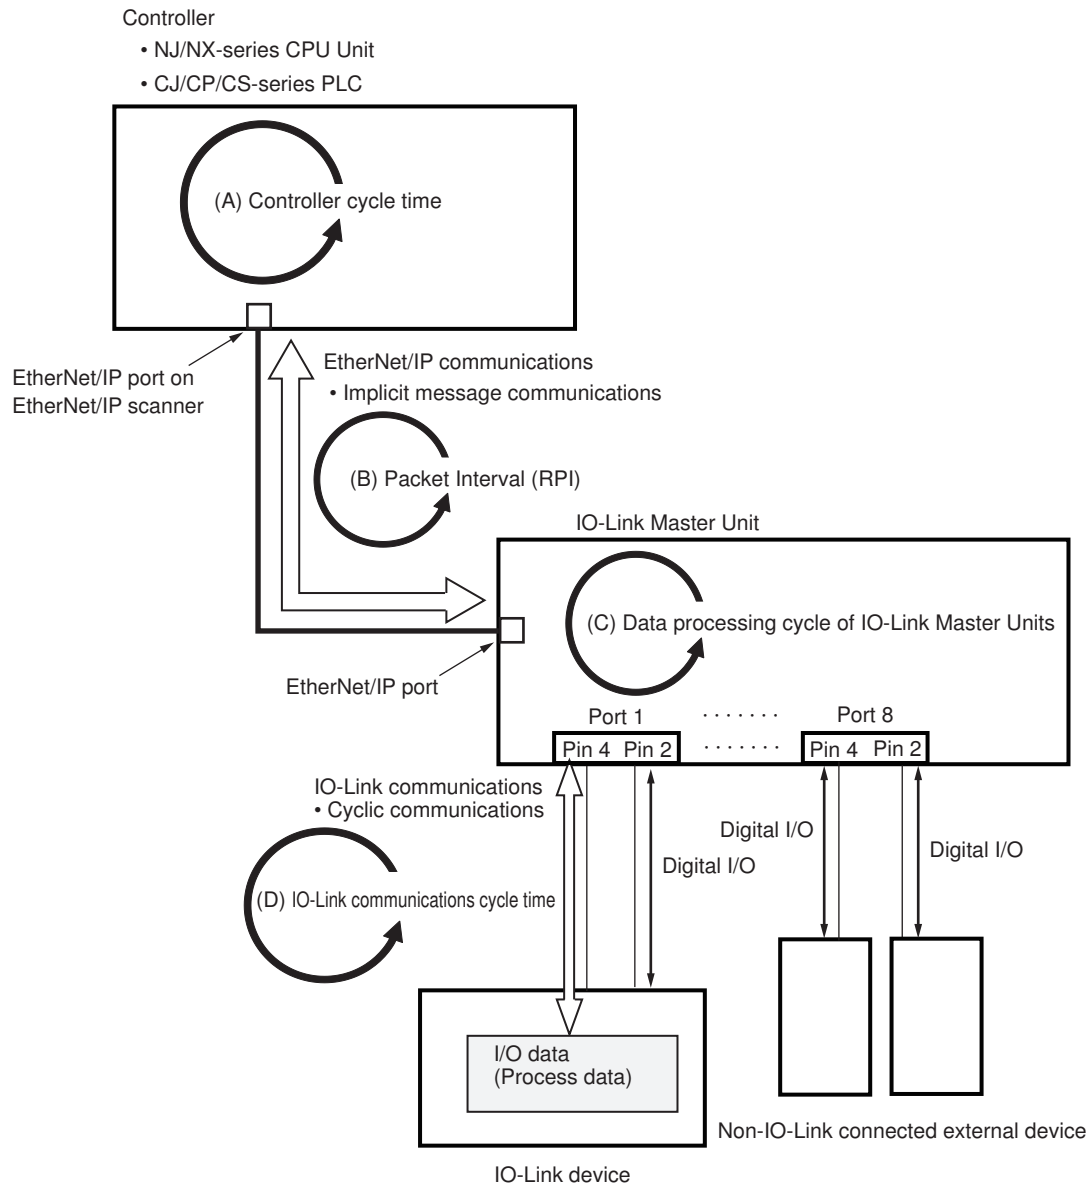 Controller
• NJ/NX-series CPU Unit
• CJ/CP/CS-series PLC
(A) Controller cycle time
EtherNet/IP port on
EtherNet/IP scanner
EtherNet/IP communications
• Implicit message communications
(B) Packet Interval (RPI)
IO-Link Master Unit
(C) Data processing cycle of IO-Link Master Units
EtherNet/IP port
Port 1 ······· Port 8
Pin 4 Pin 2 ······· Pin 4 Pin 2
IO-Link communications
• Cyclic communications
Digital I/O
Digital I/O
Digital I/O
(D) IO-Link communications cycle time
I/O data
(Process data)
Non-IO-Link connected external device
IO-Link device